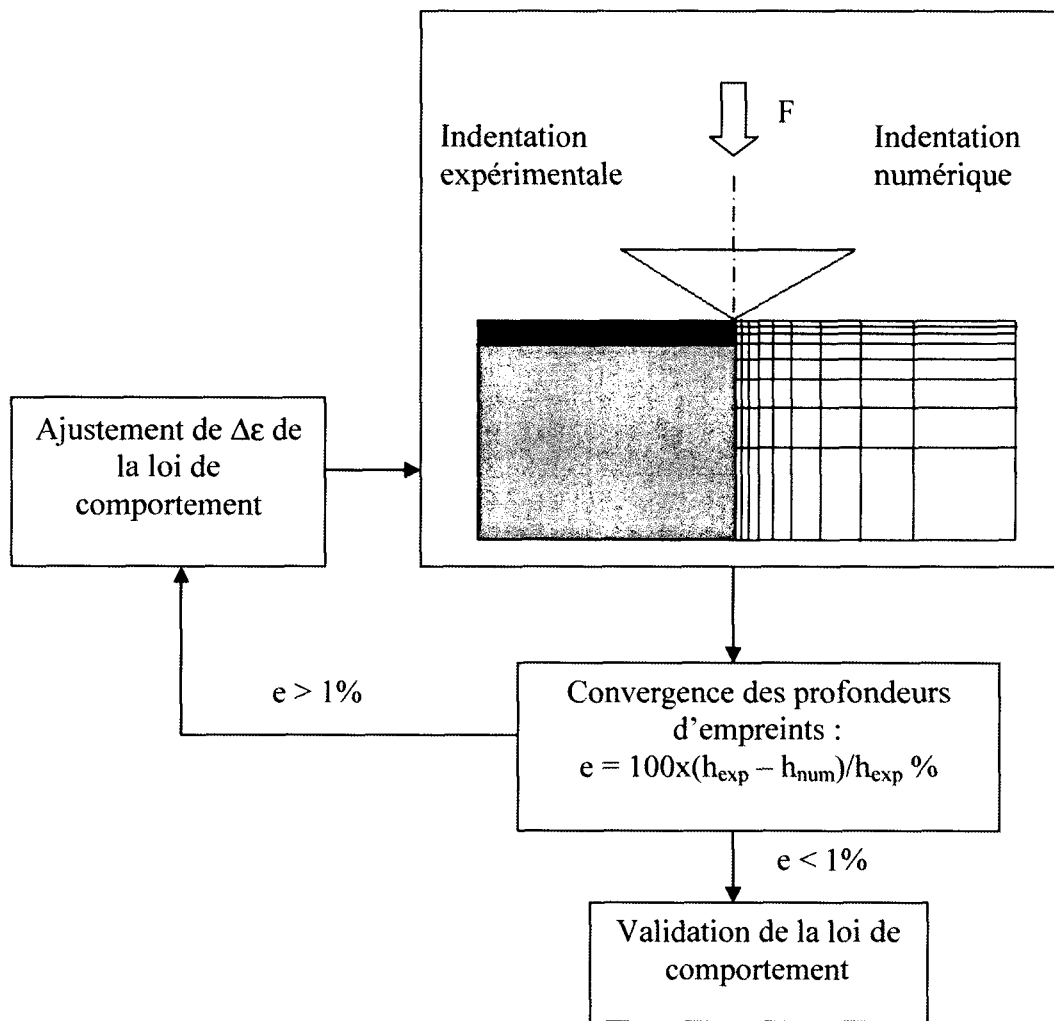 F
Indentation
expérimentale
Indentation
numérique
Ajustement de Δε de
la loi de
comportement
e > 1%
Convergence des profondeurs
d’empreints :
e = 100x(hexp – hnum)/hexp %
e < 1%
Validation de la loi de
comportement